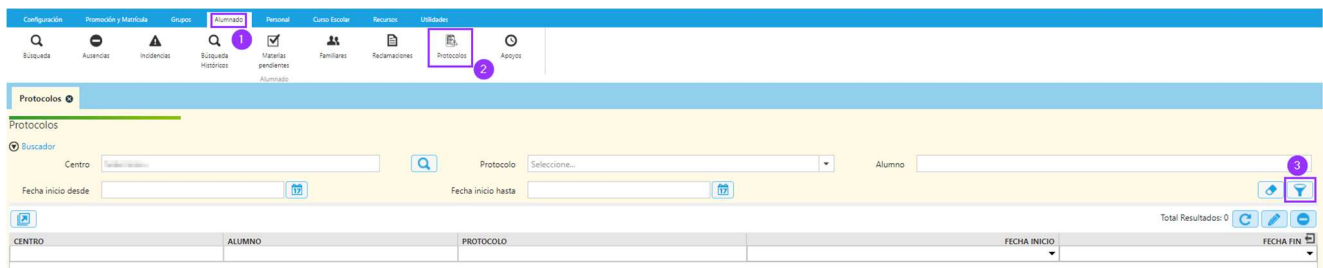 Configuración Promoción y Matrícula Grupos Alumnado Personal Curso Escolar Recursos Utilidades
1
Búsqueda Ausencias Incidencias Búsqueda Históricos Materias pendientes Familiares Reclamaciones Protocolos Apoyos
2
Alumnado
Protocolos
Protocolos
Buscador
Centro Protocolo Seleccione... Alumno
3
Fecha inicio desde 17 Fecha inicio hasta 17
Total Resultados: 0
CENTRO ALUMNO PROTOCOLO FECHA INICIO FECHA FIN